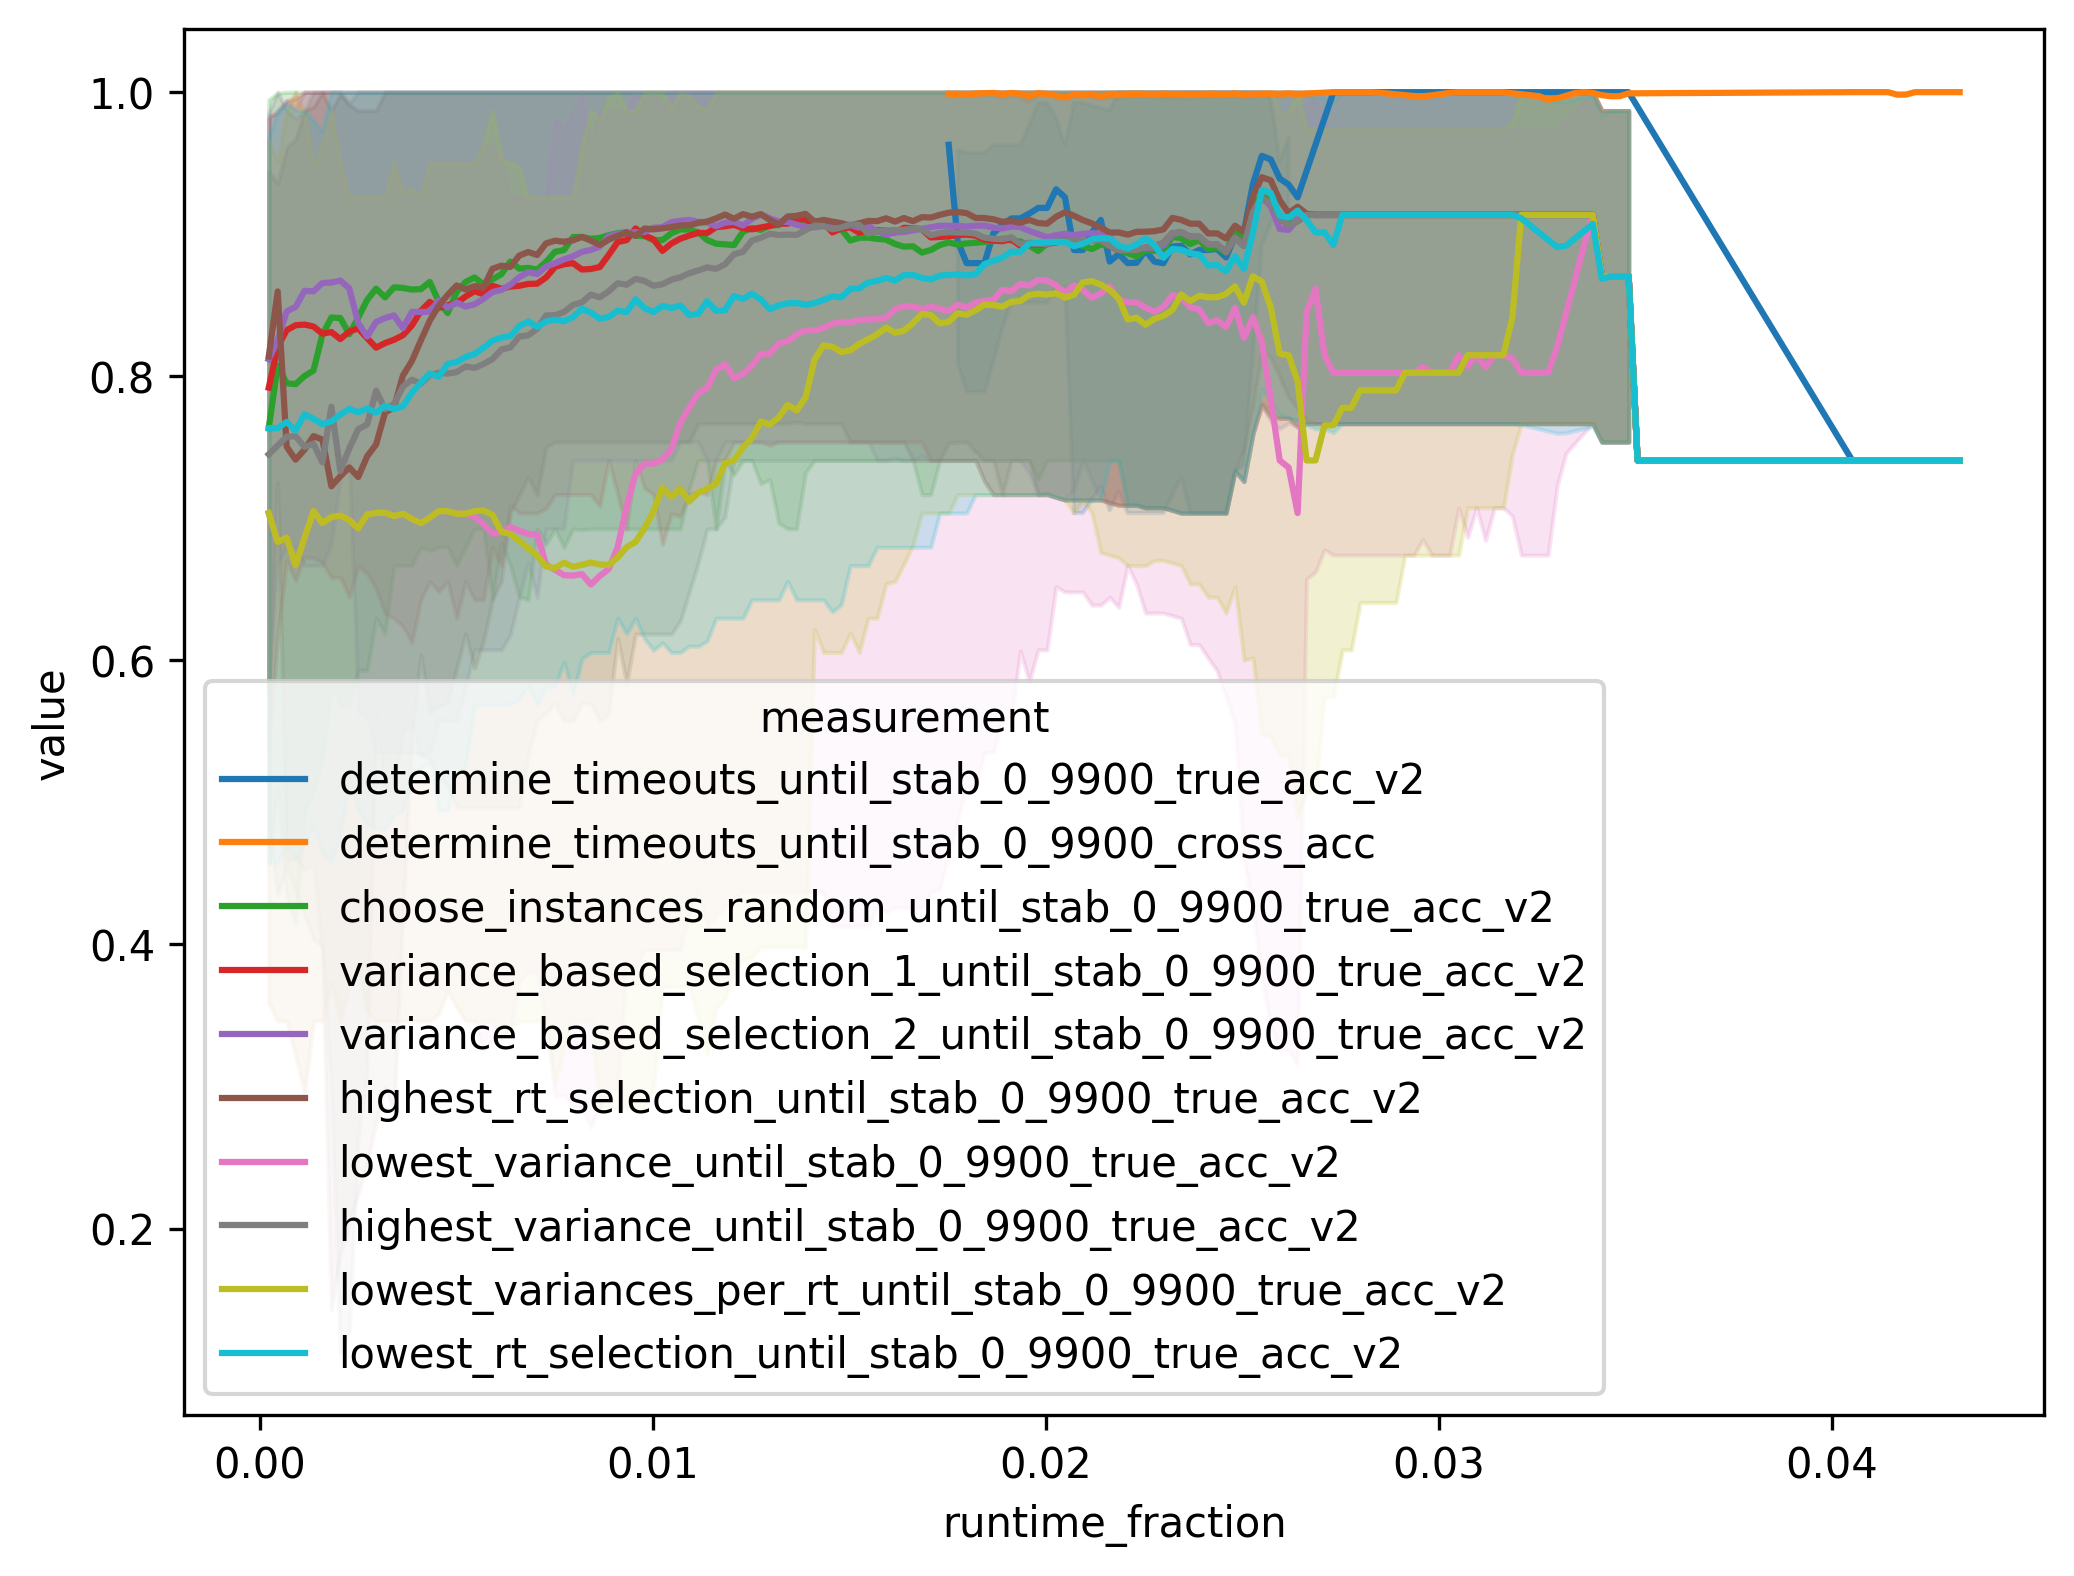 1.0
0.8
0.6
0.4
0.2
value
measurement
determine_timeouts_until_stab_0_9900_true_acc_v2
determine_timeouts_until_stab_0_9900_cross_acc
choose_instances_random_until_stab_0_9900_true_acc_v2
variance_based_selection_1_until_stab_0_9900_true_acc_v2
variance_based_selection_2_until_stab_0_9900_true_acc_v2
highest_rt_selection_until_stab_0_9900_true_acc_v2
lowest_variance_until_stab_0_9900_true_acc_v2
highest_variance_until_stab_0_9900_true_acc_v2
lowest_variances_per_rt_until_stab_0_9900_true_acc_v2
lowest_rt_selection_until_stab_0_9900_true_acc_v2
0.00 0.01 0.02 0.03 0.04
runtime_fraction